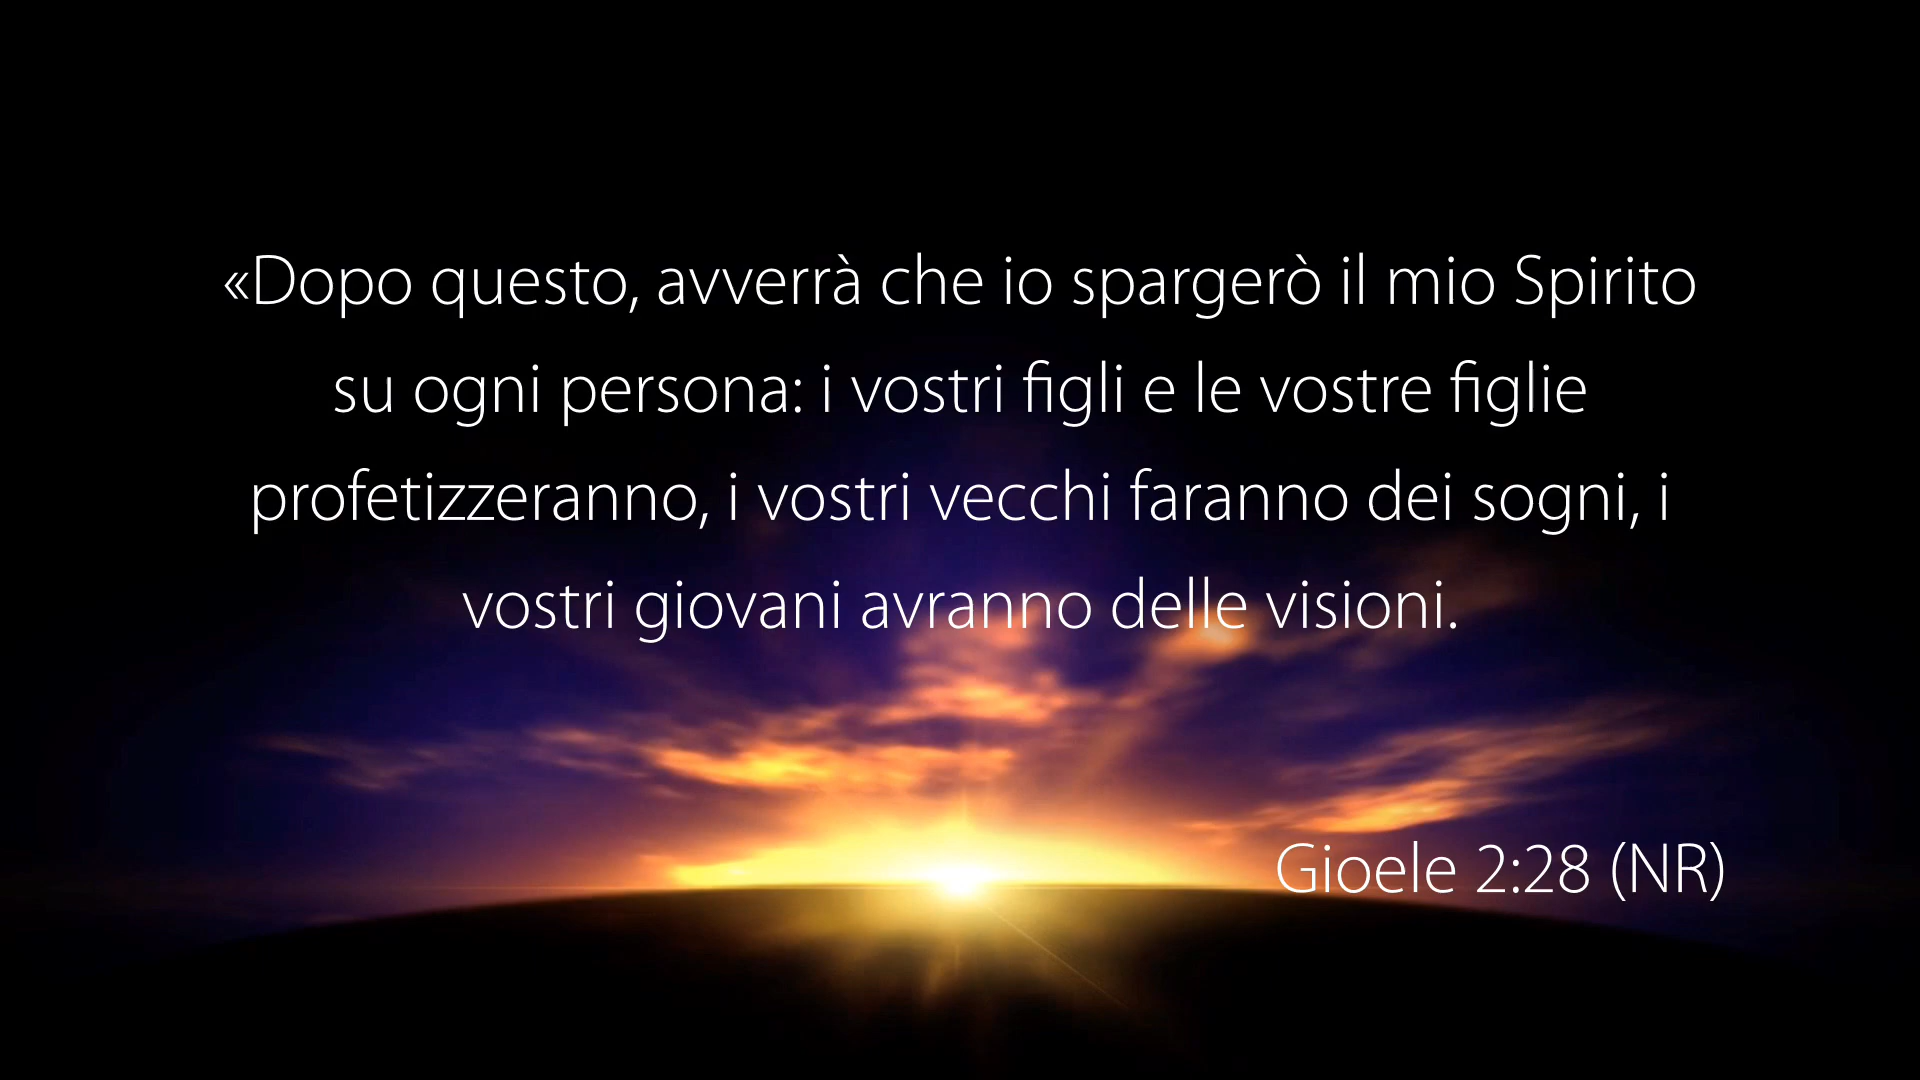 «Dopo questo, avverrà che io spargerò il mio Spirito
su ogni persona: i vostri figli e le vostre figlie
profetizzeranno, i vostri vecchi faranno dei sogni, i
vostri giovani avranno delle visioni.
Gioele 2:28 (NR)